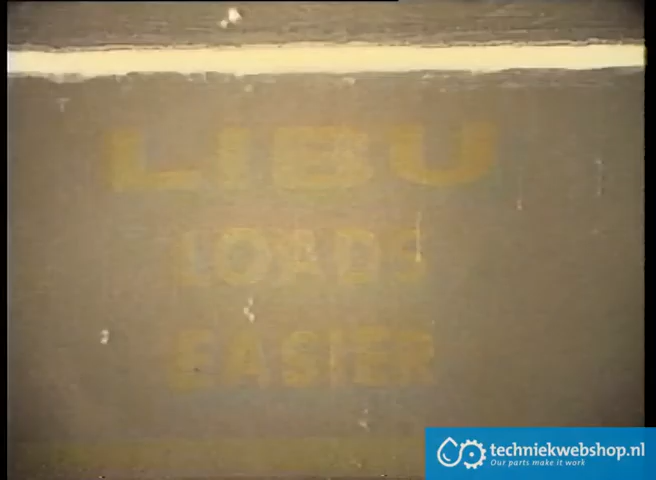 LIBU
LOADS
EASIER
techniekwebshop.nl
Our parts make it work